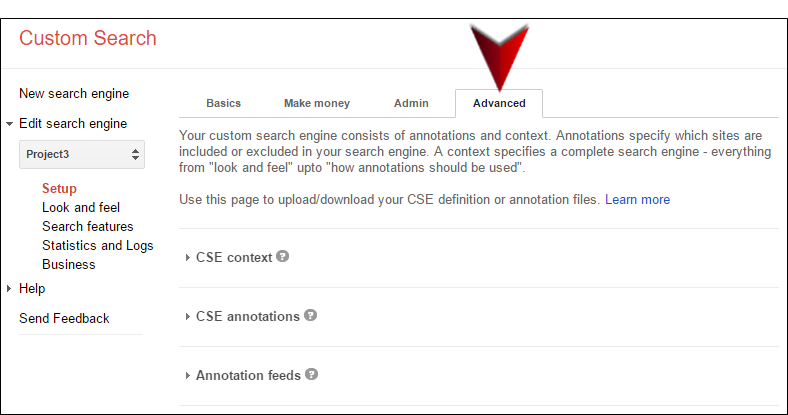 Custom Search
New search engine
Edit search engine
Project3
Setup
Look and feel
Search features
Statistics and Logs
Business
Help
Send Feedback
Basics Make money Admin Advanced
Your custom search engine consists of annotations and context. Annotations specify which sites are
included or excluded in your search engine. A context specifies a complete search engine - everything
from "look and feel" upto "how annotations should be used".
Use this page to upload/download your CSE definition or annotation files. Learn more
CSE context ?
CSE annotations ?
Annotation feeds ?